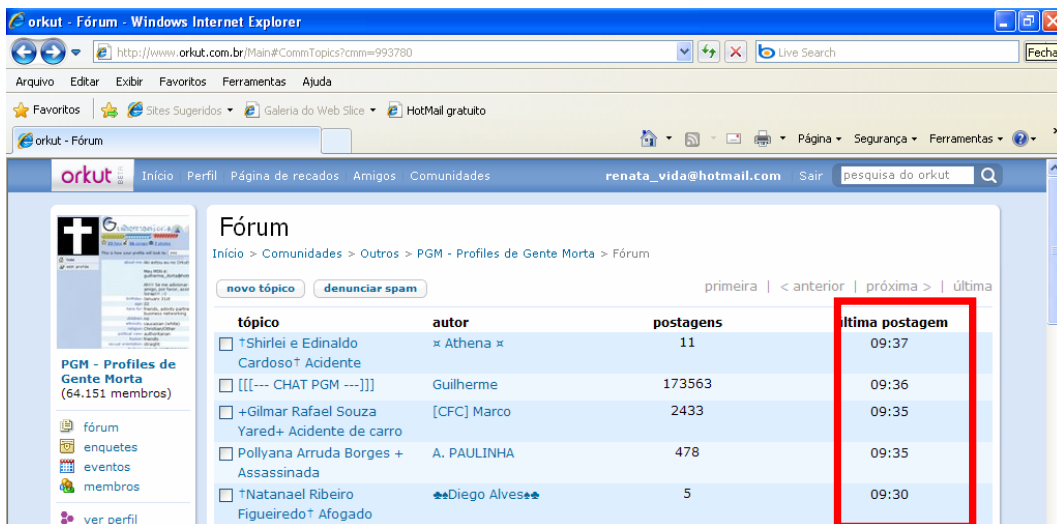 orkut - Fórum - Windows Internet Explorer
http://www.orkut.com.br/Main#CommTopics?cmm=993780
Live Search
Fecha
Arquivo Editar Exibir Favoritos Ferramentas Ajuda
Favoritos Sites Sugeridos Galeria do Web Slice HotMail gratuito
orkut - Fórum
Página Segurança Ferramentas
orkut BETA Início Perfil Página de recados Amigos Comunidades renata_vida@hotmail.com Sair pesquisa do orkut
Fórum
Início > Comunidades > Outros > PGM - Profiles de Gente Morta > Fórum
novo tópico denunciar spam primeira | < anterior | próxima > | última
tópico autor postagens última postagem
†Shirlei e Edinaldo Cardoso† Acidente ¤ Athena ¤ 11 09:37
[[[--- CHAT PGM ---]]] Guilherme 173563 09:36
+Gilmar Rafael Souza Yared+ Acidente de carro [CFC] Marco 2433 09:35
Pollyana Arruda Borges + Assassinada A. PAULINHA 478 09:35
†Natanael Ribeiro Figueiredo† Afogado ♣♠Diego Alves♠♣ 5 09:30
PGM - Profiles de
Gente Morta
(64.151 membros)
fórum
enquetes
eventos
membros
ver perfil